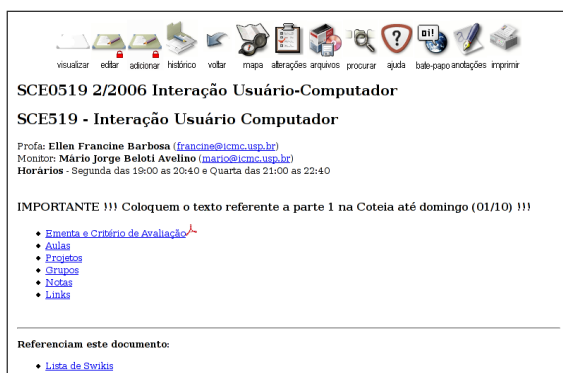 visualizar editar adicionar histórico voltar mapa alterações arquivos procurar ajuda bate-papo anotações imprimir
oi!
SCE0519 2/2006 Interação Usuário-Computador
SCE519 - Interação Usuário Computador
Profa: Ellen Francine Barbosa (francine@icmc.usp.br)
Monitor: Mário Jorge Beloti Avelino (mario@icmc.usp.br)
Horários - Segunda das 19:00 as 20:40 e Quarta das 21:00 as 22:40
IMPORTANTE !!! Coloquem o texto referente a parte 1 na Coteia até domingo (01/10) !!!
Ementa e Critério de Avaliação
Aulas
Projetos
Grupos
Notas
Links
Referenciam este documento:
Lista de Swikis